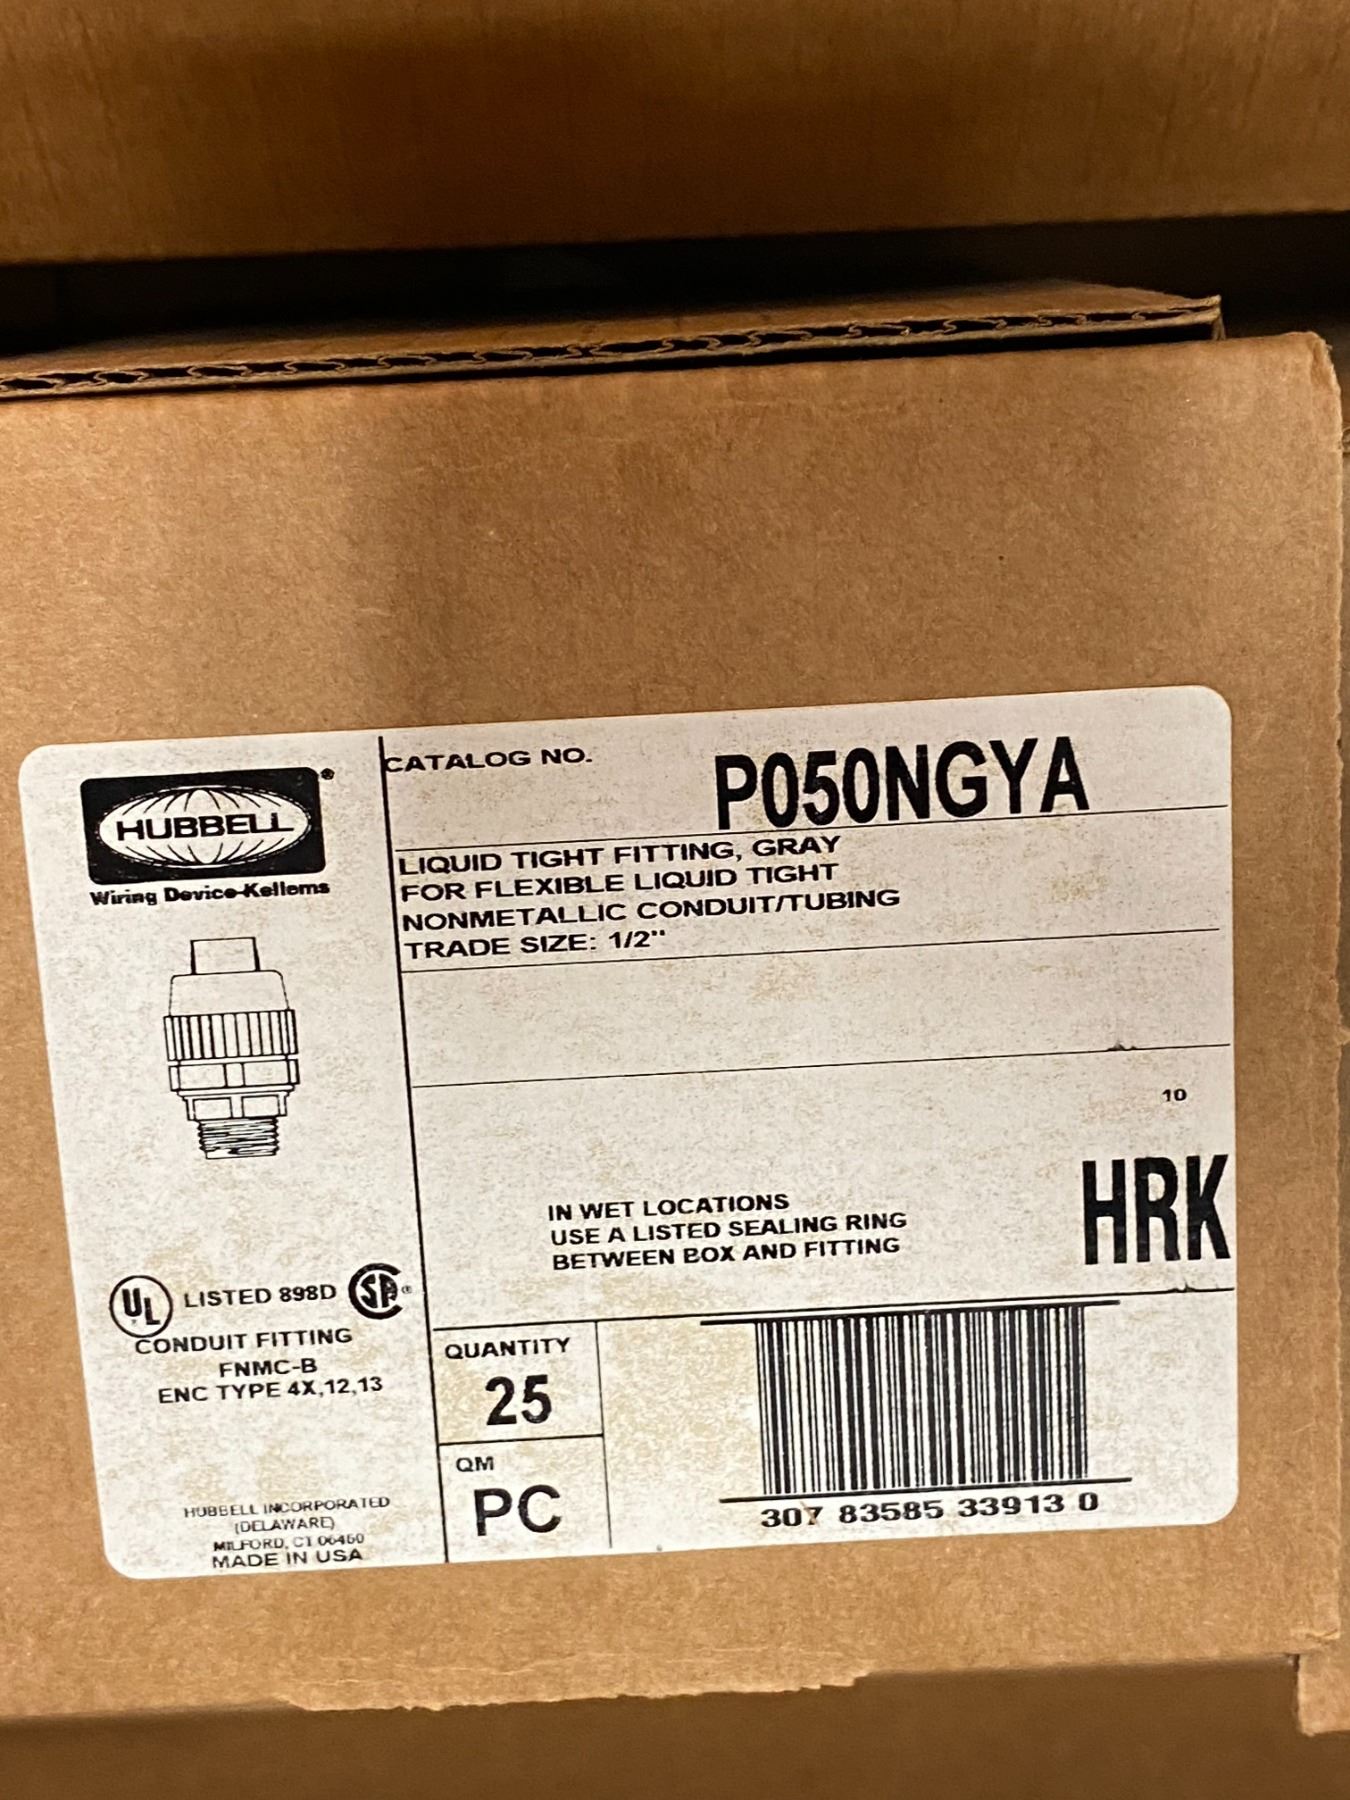 HUBBELL®
Wiring Device-Kellems
CATALOG NO.
P050NGYA
LIQUID TIGHT FITTING, GRAY
FOR FLEXIBLE LIQUID TIGHT
NONMETALLIC CONDUIT/TUBING
TRADE SIZE: 1/2"
10
HRK
IN WET LOCATIONS
USE A LISTED SEALING RING
BETWEEN BOX AND FITTING
UL LISTED 898D SA®
CONDUIT FITTING
FNMC-B
ENC TYPE 4X,12,13
HUBBELL INCORPORATED
(DELAWARE)
MILFORD, CT 06460
MADE IN USA
QUANTITY
25
QM
PC
307 83585 33913 0